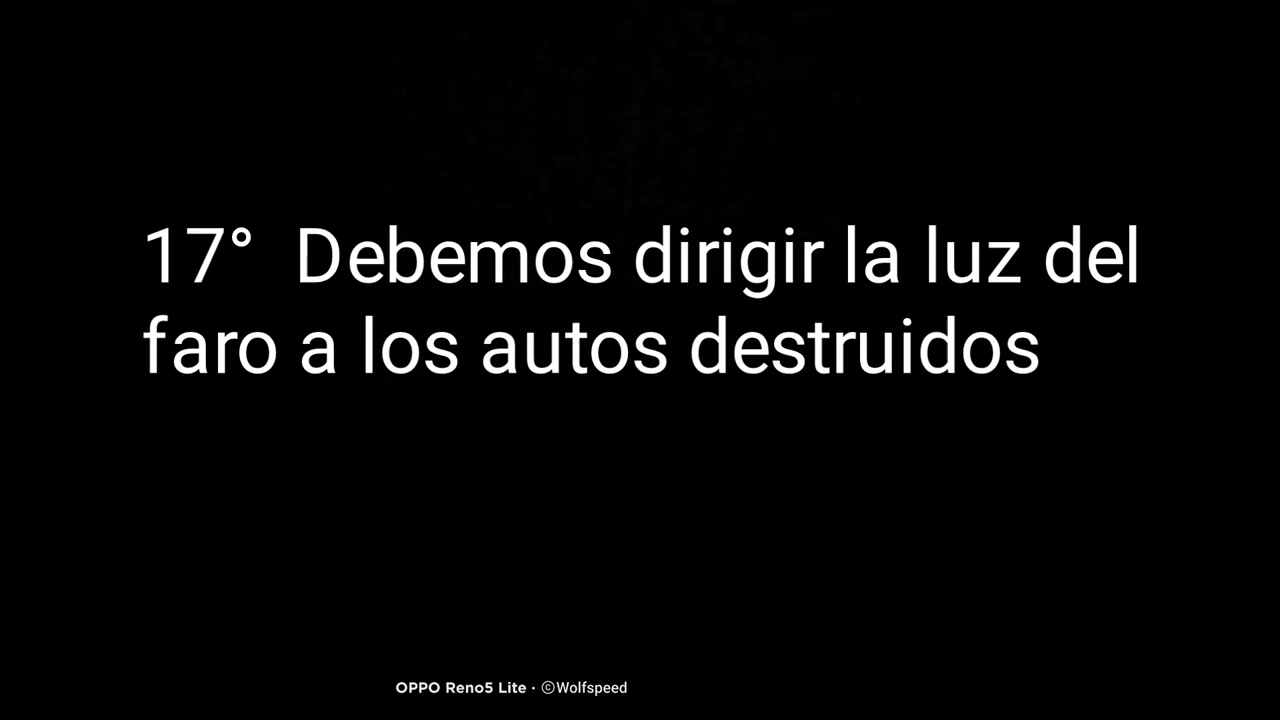 17° Debemos dirigir la luz del
faro a los autos destruidos
OPPO Reno5 Lite · ©Wolfspeed